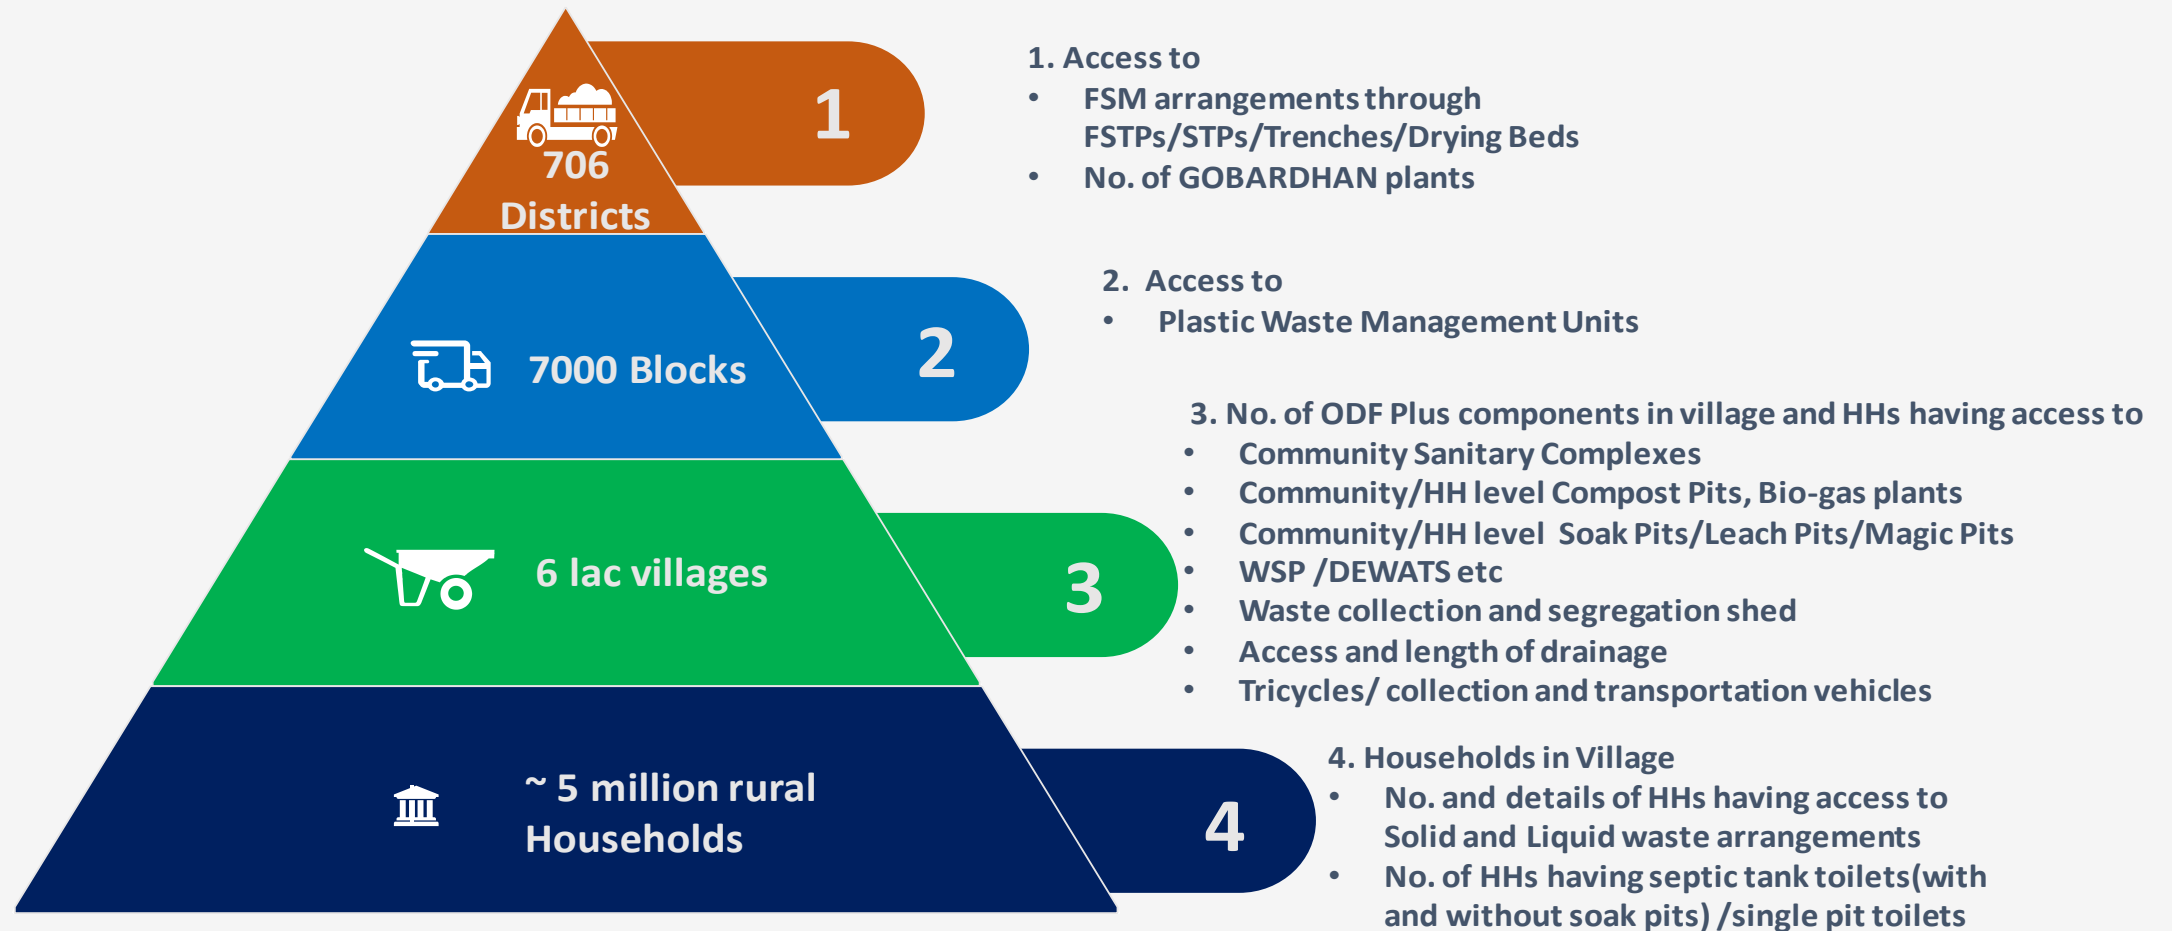 706
Districts
1
1. Access to
• FSM arrangements through
FSTPs/STPs/Trenches/Drying Beds
• No. of GOBARDHAN plants
7000 Blocks
2
2. Access to
• Plastic Waste Management Units
6 lac villages
3
3. No. of ODF Plus components in village and HHs having access to
• Community Sanitary Complexes
• Community/HH level Compost Pits, Bio-gas plants
• Community/HH level Soak Pits/Leach Pits/Magic Pits
• WSP /DEWATS etc
• Waste collection and segregation shed
• Access and length of drainage
• Tricycles/ collection and transportation vehicles
~ 5 million rural
Households
4
4. Households in Village
• No. and details of HHs having access to
Solid and Liquid waste arrangements
• No. of HHs having septic tank toilets(with
and without soak pits) /single pit toilets